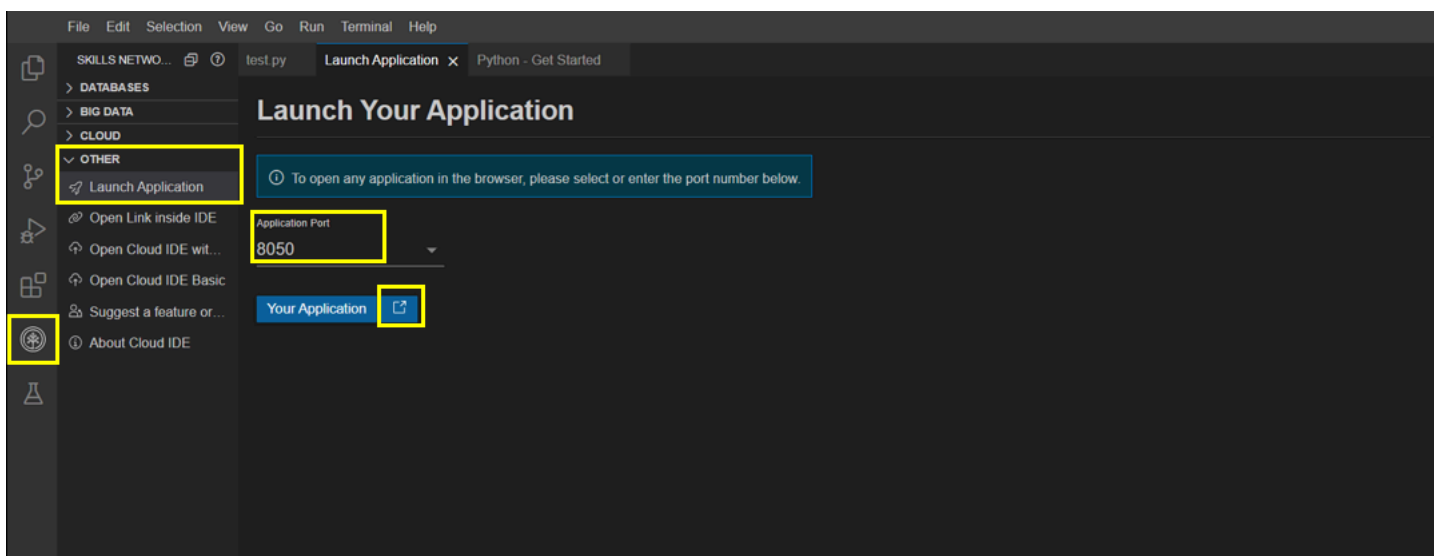 File Edit Selection View Go Run Terminal Help
SKILLS NETWO...
test.py Launch Application Python - Get Started
DATABASES
BIG DATA
CLOUD
OTHER
Launch Application
Open Link inside IDE
Open Cloud IDE wit...
Open Cloud IDE Basic
Suggest a feature or...
About Cloud IDE
Launch Your Application
To open any application in the browser, please select or enter the port number below.
Application Port
8050
Your Application